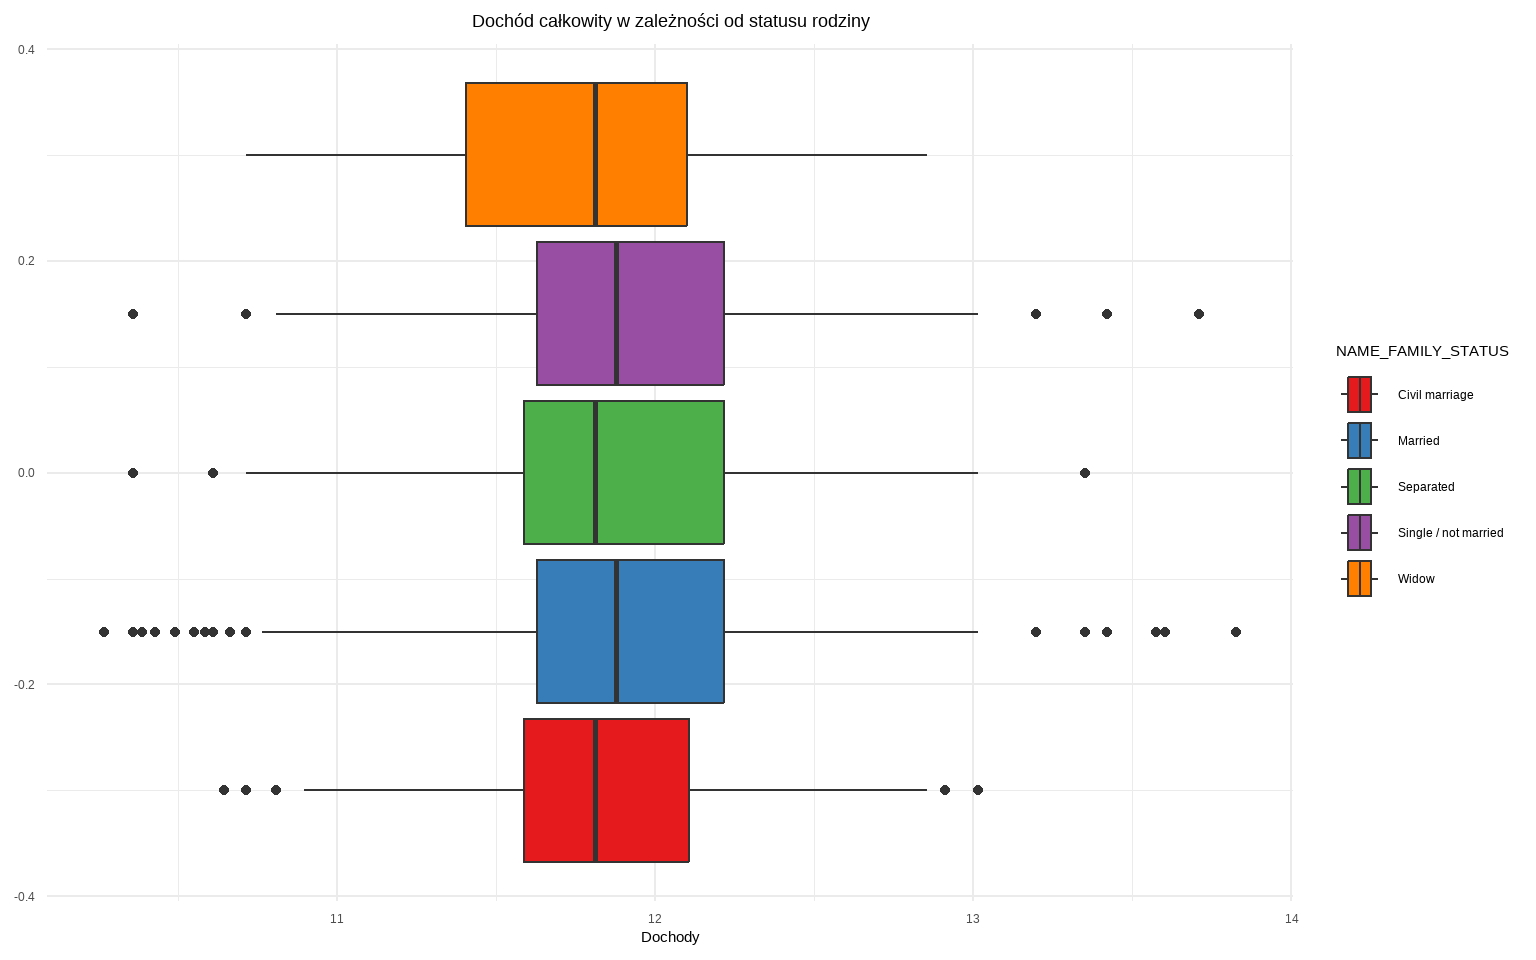 Dochód całkowity w zależności od statusu rodziny
0.4
0.2
0.0
-0.2
-0.4
11
12
13
14
Dochody
NAME_FAMILY_STATUS
Civil marriage
Married
Separated
Single / not married
Widow